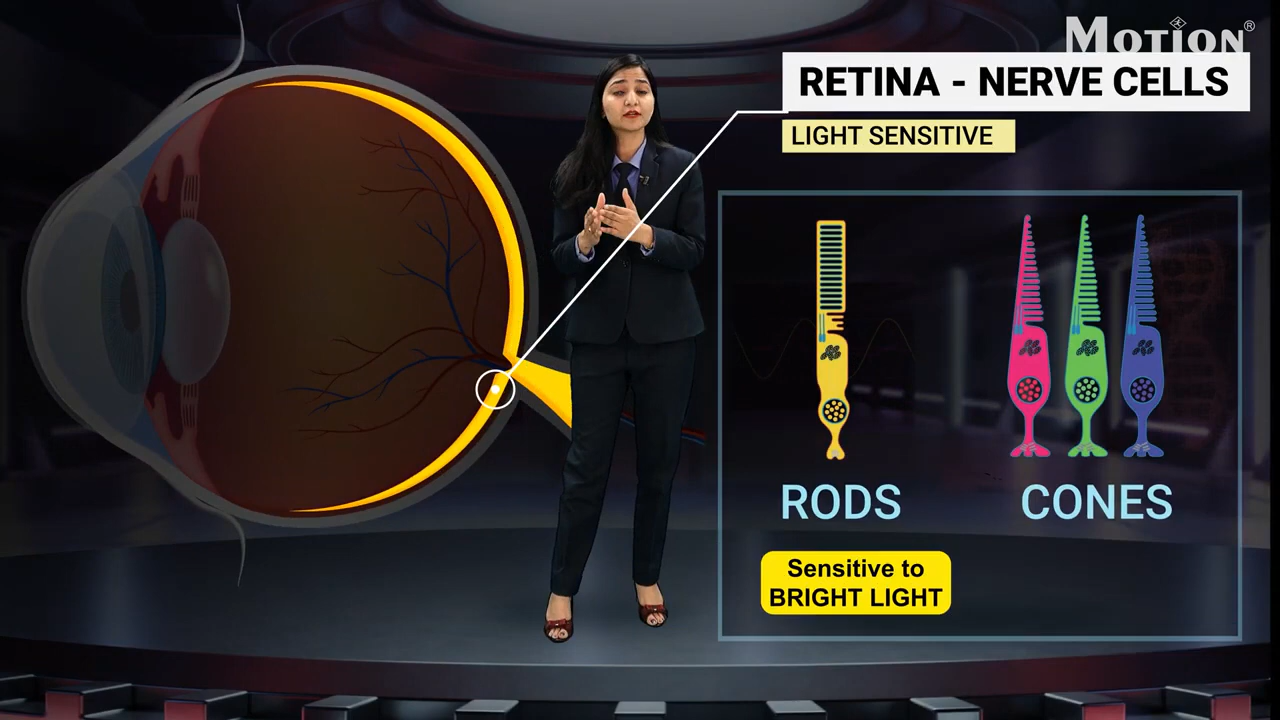 MOTION®
RETINA - NERVE CELLS
LIGHT SENSITIVE
RODS
CONES
Sensitive to
BRIGHT LIGHT